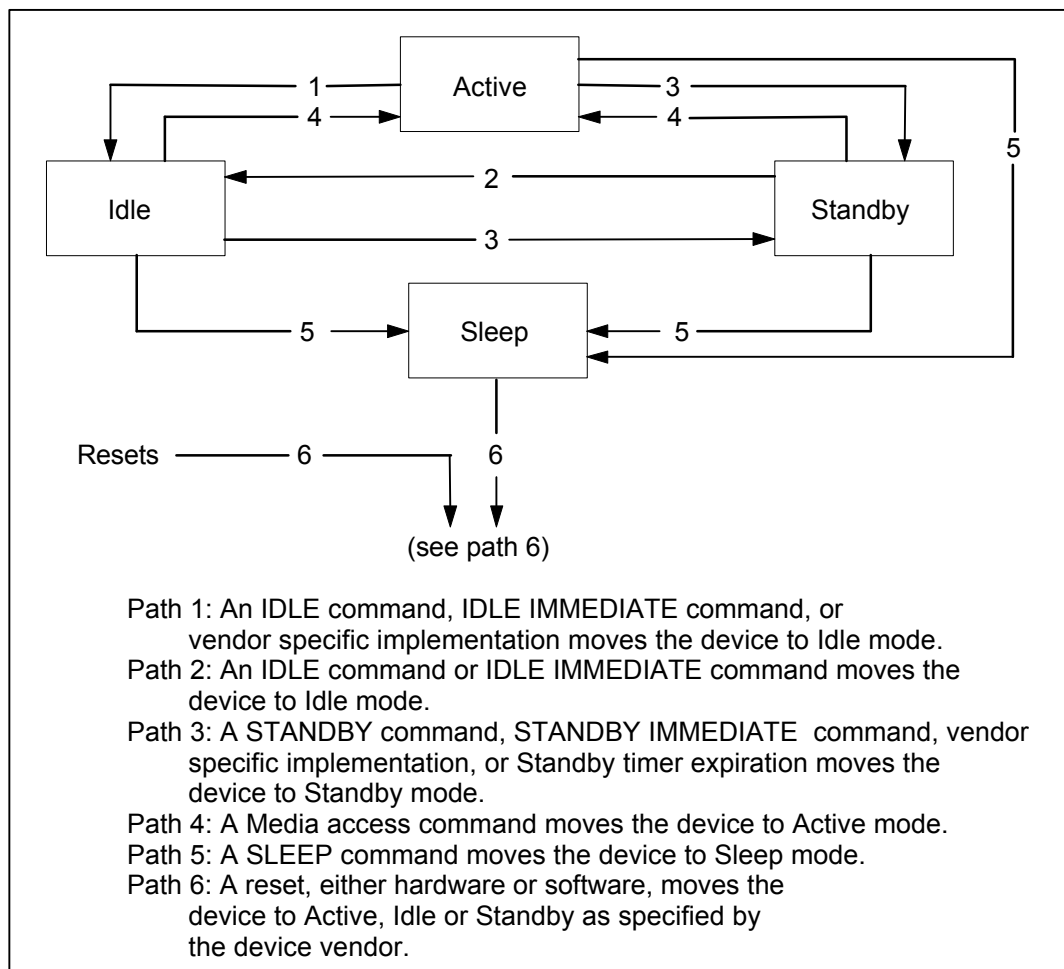 Active
1
3
4
4
5
2
Idle
Standby
3
5
Sleep
5
Resets
6
6
(see path 6)
Path 1: An IDLE command, IDLE IMMEDIATE command, or
vendor specific implementation moves the device to Idle mode.
Path 2: An IDLE command or IDLE IMMEDIATE command moves the
device to Idle mode.
Path 3: A STANDBY command, STANDBY IMMEDIATE  command, vendor
specific implementation, or Standby timer expiration moves the
device to Standby mode.
Path 4: A Media access command moves the device to Active mode.
Path 5: A SLEEP command moves the device to Sleep mode.
Path 6: A reset, either hardware or software, moves the
device to Active, Idle or Standby as specified by
the device vendor.